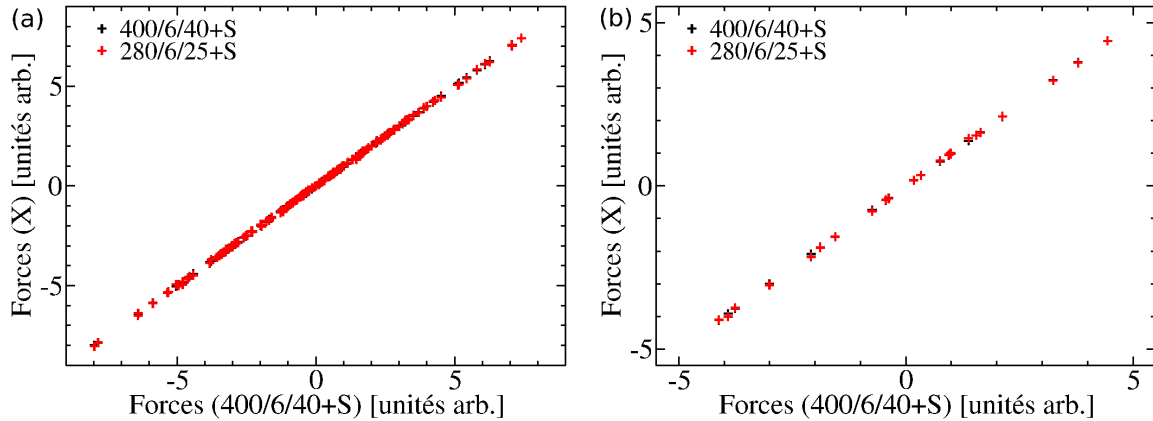 (a)
400/6/40+S
280/6/25+S
Forces (X) [unités arb.]
5
0
-5
-5
0
5
Forces (400/6/40+S) [unités arb.]
(b)
400/6/40+S
280/6/25+S
Forces (X) [unités arb.]
5
0
-5
-5
0
5
Forces (400/6/40+S) [unités arb.]